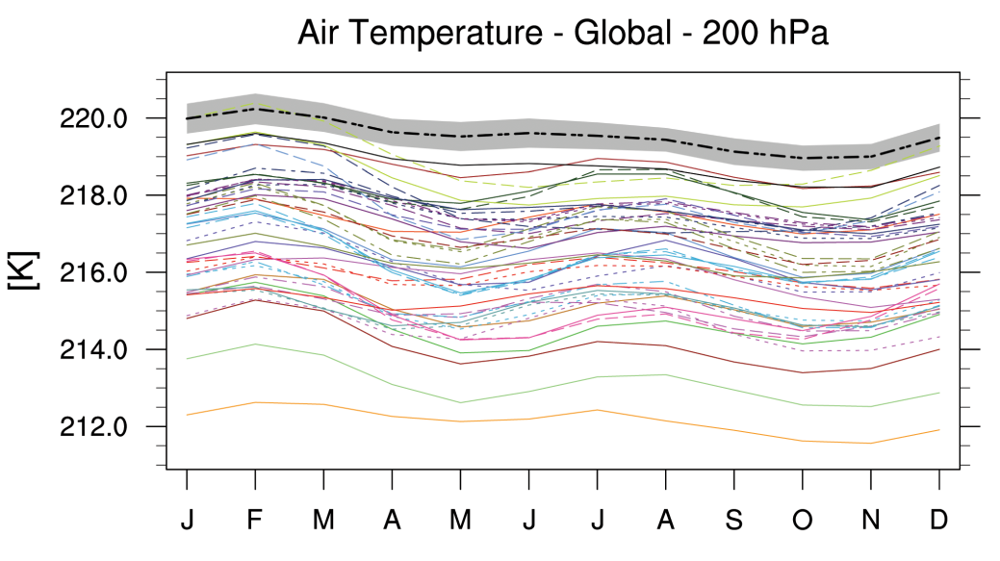 Air Temperature - Global - 200 hPa
[K]
220.0
218.0
216.0
214.0
212.0
J F M A M J J A S O N D